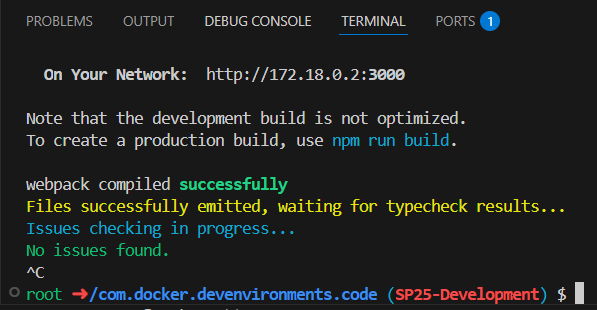 PROBLEMS OUTPUT DEBUG CONSOLE TERMINAL PORTS 1
On Your Network: http://172.18.0.2:3000
Note that the development build is not optimized.
To create a production build, use npm run build.
webpack compiled successfully
Files successfully emitted, waiting for typecheck results...
Issues checking in progress...
No issues found.
^C
root ➜/com.docker.devenvironments.code (SP25-Development) $